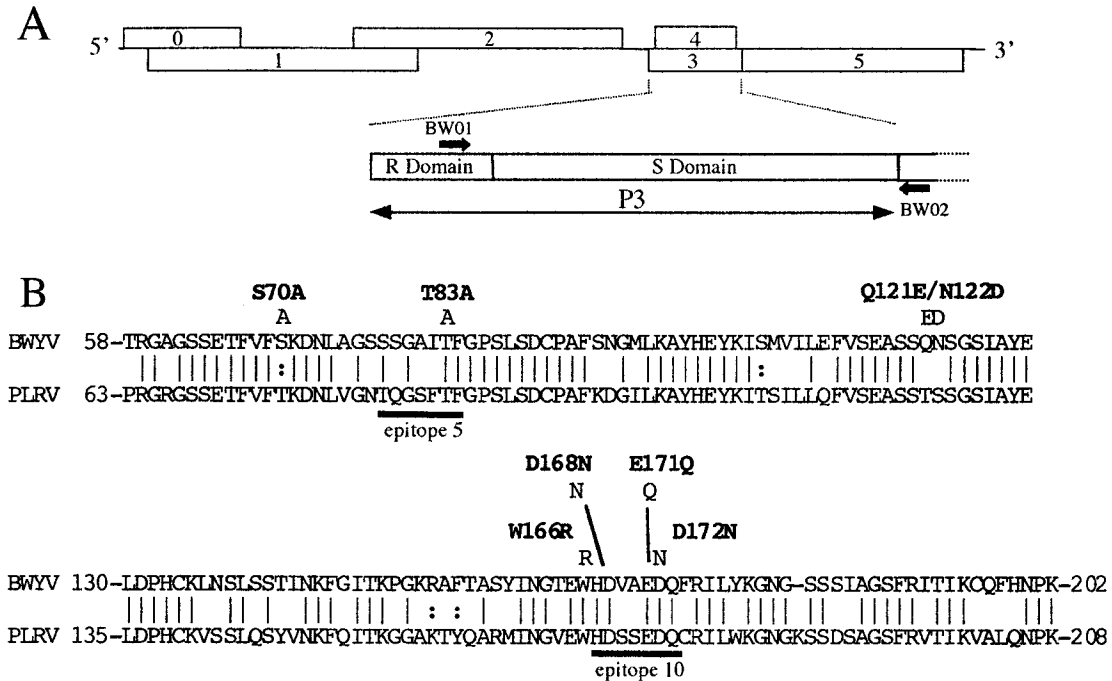 A
5' 0 2 4 3'
1 3 5
BW01
R Domain S Domain
P3
BW02
B
S70A T83A Q121E/N122D
A A ED
BWYV 58-TRGAGSSETFVFSKDNLAGSSSGAITFGPSLSDCPAFSNGMLKAYHEYKISMVILEFVSEASSQNSGSIAYE
PLRV 63-PRGRGSSETFVFTKDNLVGNTQGSFTFGPSLSDCPAFKDGILKAYHEYKITSILLQFVSEASSTSSGSIAYE
epitope 5
D168N E171Q
N Q
W166R D172N
R N
BWYV 130-LDPHCKLNSLSSTINKFGITKPGKRAFTASYINGTEWHDVAEDQFRILYKGNG-SSSIAGSFRITIKCQFHNPK-202
PLRV 135-LDPHCKVSSLQSYVNKFQITKGGAKTYQARMINGVEWHDSSEDQCRILWKGNGKSSDSAGSFRVTIKVALQNPK-208
epitope 10